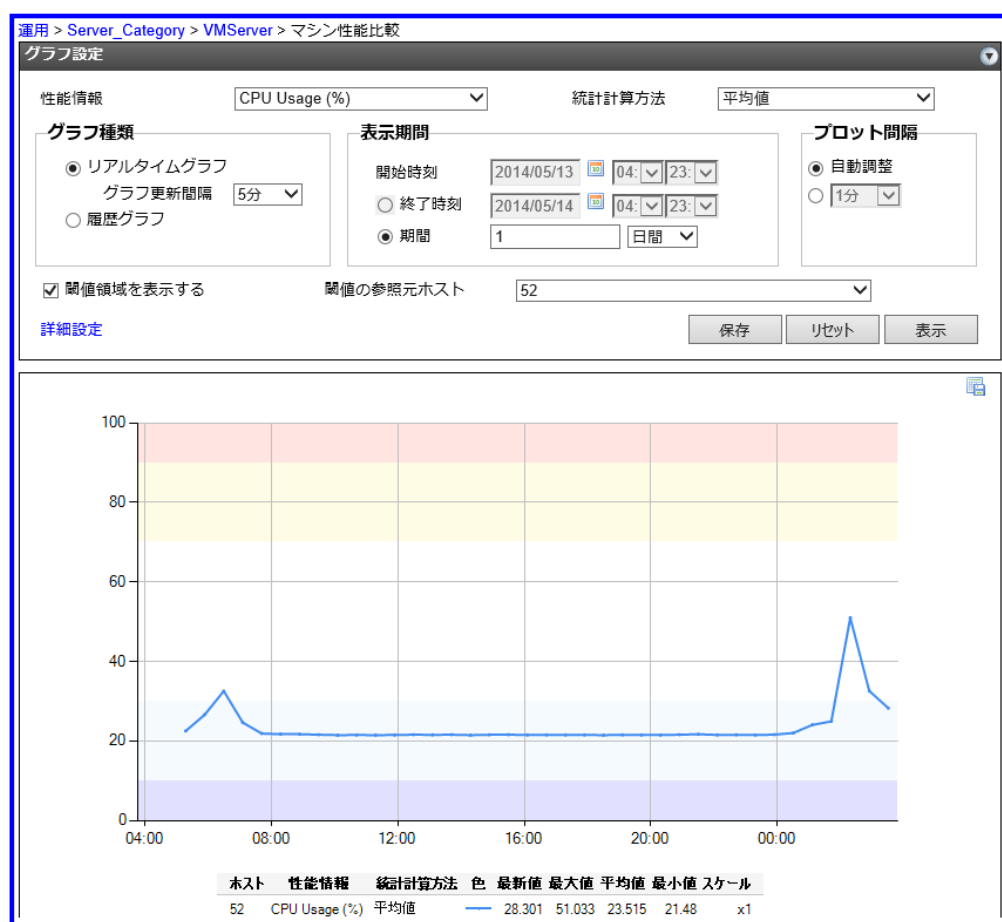 運用 > Server_Category > VMServer > マシン性能比較
グラフ設定
性能情報 CPU Usage (%) 統計計算方法 平均値
グラフ種類 表示期間 プロット間隔
リアルタイムグラフ 開始時刻 2014/05/13 04: 23: 自動調整
グラフ更新間隔 5分 終了時刻 2014/05/14 04: 23: 1分
履歴グラフ 期間 1 日間
閾値領域を表示する 閾値の参照元ホスト 52
詳細設定 保存 リセット 表示
100
80
60
40
20
0
04:00 08:00 12:00 16:00 20:00 00:00
ホスト 性能情報 統計計算方法 色 最新値 最大値 平均値 最小値 スケール
52 CPU Usage (%) 平均値 28.301 51.033 23.515 21.48 x1